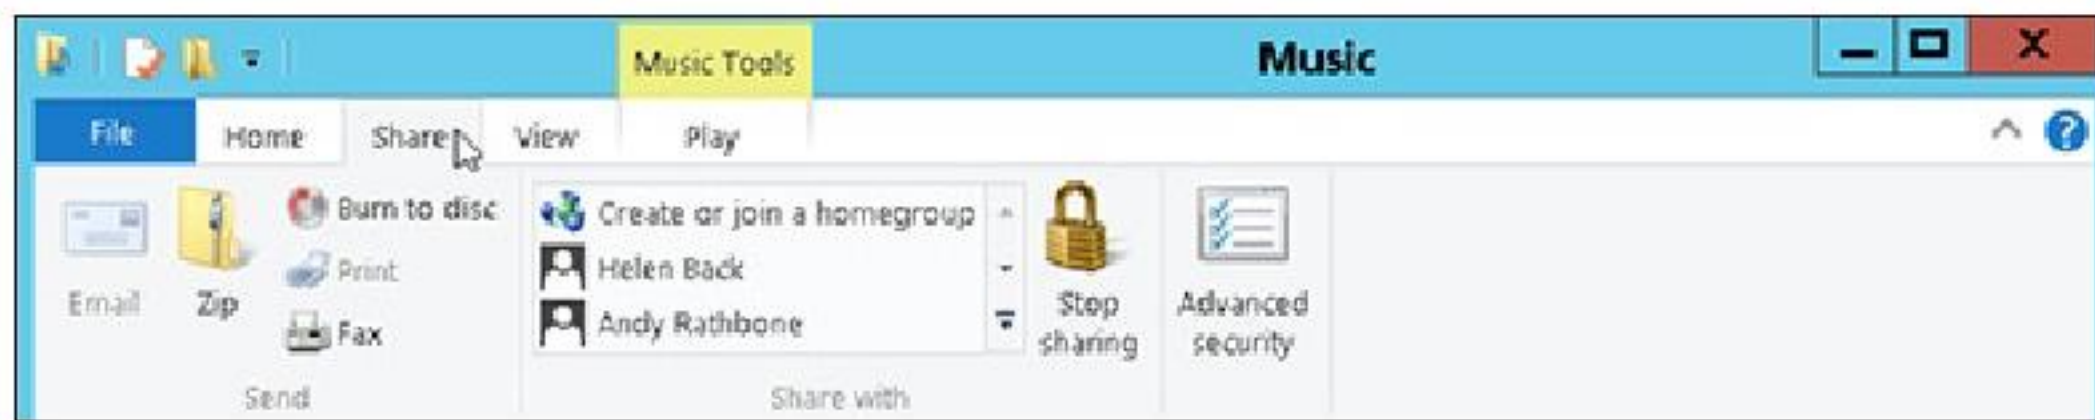 Music Tools
Music
File
Home
Share
View
Play
Email
Zip
Burn to disc
Print
Fax
Send
Create or join a homegroup
Helen Back
Andy Rathbone
Share with
Stop
sharing
Advanced
security